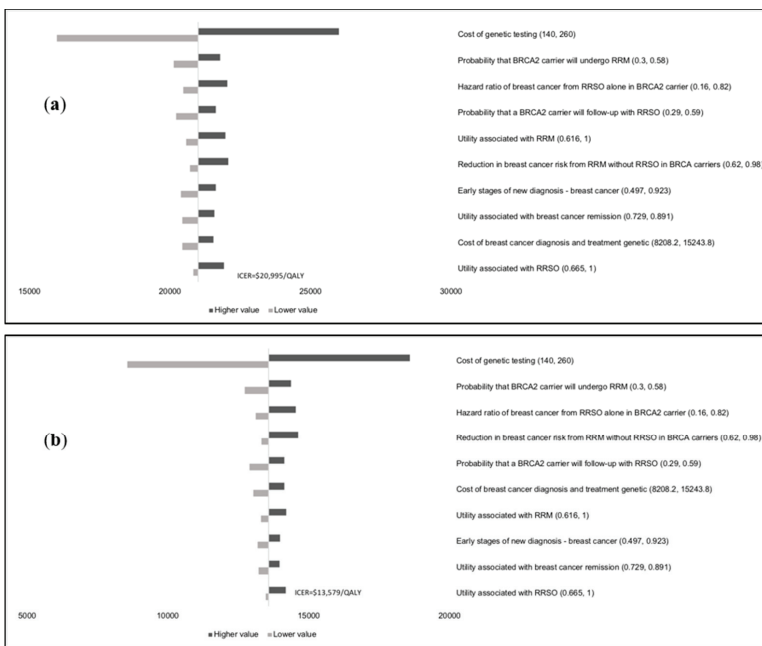 Cost of genetic testing (140, 260)
Probability that BRCA2 carrier will undergo RRM (0.3, 0.58)
Hazard ratio of breast cancer from RRSO alone in BRCA2 carrier (0.16, 0.82)
(a)
Probability that a BRCA2 carrier will follow-up with RRSO (0.29, 0.59)
Utility associated with RRM (0.616, 1)
Reduction in breast cancer risk from RRM without RRSO in BRCA carriers (0.62, 0.98)
Early stages of new diagnosis - breast cancer (0.497, 0.923)
Utility associated with breast cancer remission (0.729, 0.891)
Cost of breast cancer diagnosis and treatment genetic (8208.2, 15243.8)
Utility associated with RRSO (0.665, 1)
ICER=$20,995/QALY
15000 20000 25000 30000
Higher value Lower value
Cost of genetic testing (140, 260)
Probability that BRCA2 carrier will undergo RRM (0.3, 0.58)
Hazard ratio of breast cancer from RRSO alone in BRCA2 carrier (0.16, 0.82)
(b)
Reduction in breast cancer risk from RRM without RRSO in BRCA carriers (0.62, 0.98)
Probability that a BRCA2 carrier will follow-up with RRSO (0.29, 0.59)
Cost of breast cancer diagnosis and treatment genetic (8208.2, 15243.8)
Utility associated with RRM (0.616, 1)
Early stages of new diagnosis - breast cancer (0.497, 0.923)
Utility associated with breast cancer remission (0.729, 0.891)
ICER=$13,579/QALY
Utility associated with RRSO (0.665, 1)
5000 10000 15000 20000
Higher value Lower value